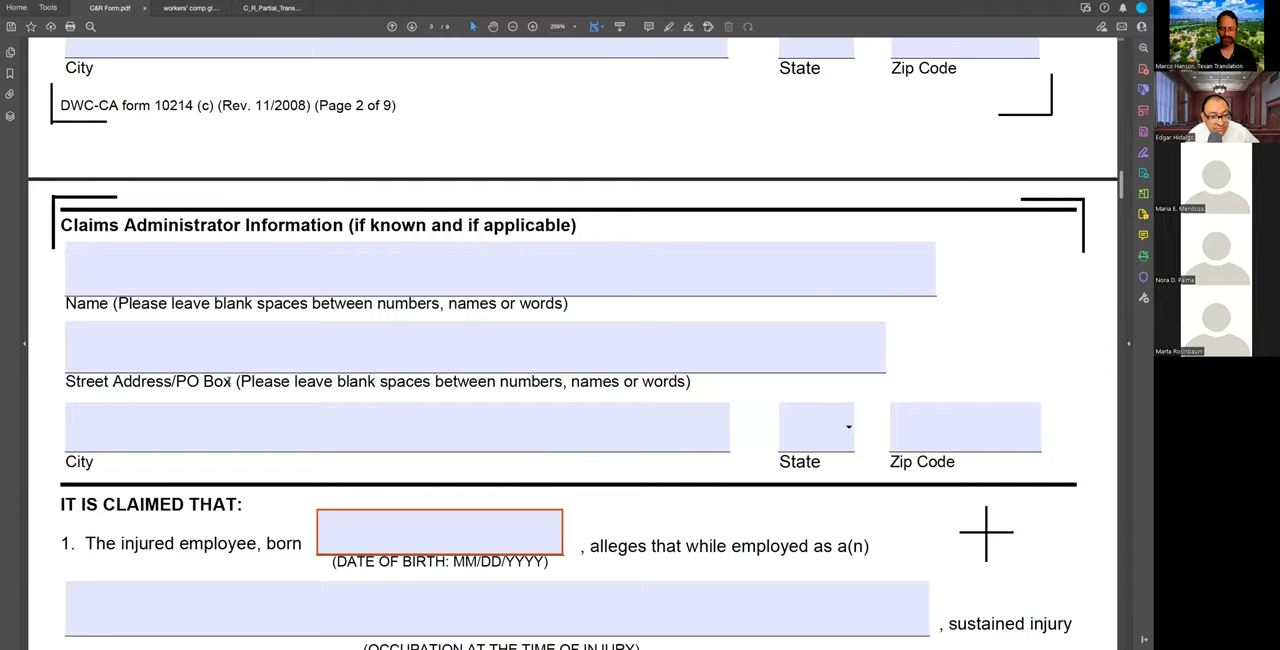 Home Tools C&R Form.pdf × workers' comp gl... C_R_Partial_Trans...
3 / 9 259%
City State Zip Code
DWC-CA form 10214 (c) (Rev. 11/2008) (Page 2 of 9)
Claims Administrator Information (if known and if applicable)
Name (Please leave blank spaces between numbers, names or words)
Street Address/PO Box (Please leave blank spaces between numbers, names or words)
City State Zip Code
IT IS CLAIMED THAT:
1. The injured employee, born , alleges that while employed as a(n)
(DATE OF BIRTH: MM/DD/YYYY)
, sustained injury
(OCCUPATION AT THE TIME OF INJURY)
Marco Hanson, Texan Translation
Edgar Hidalgo
Maria E. Mendoza
Nora D. Palma
Marta Rosinbaum